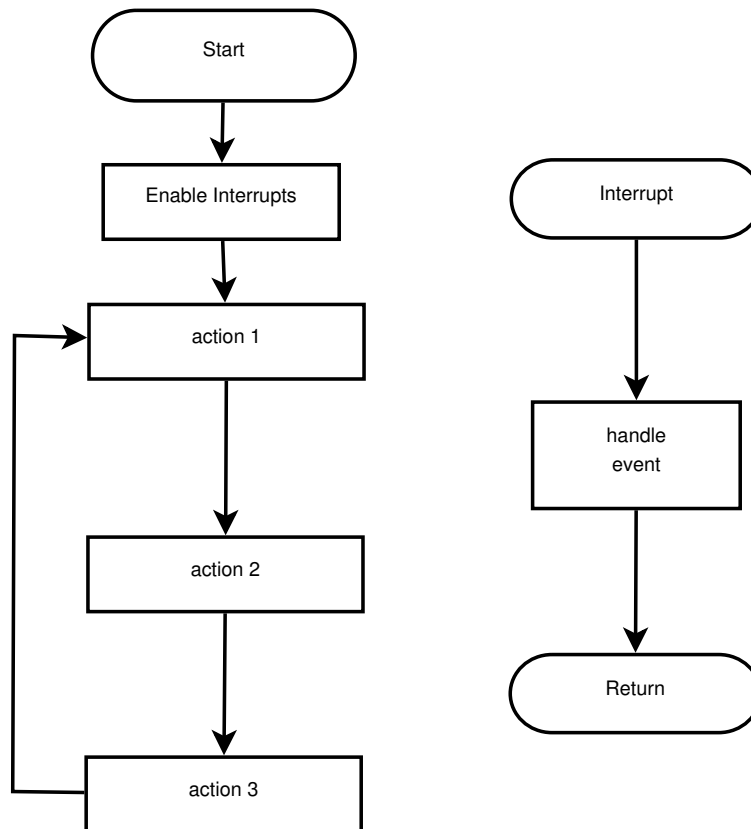 Start
Enable Interrupts
action 1
action 2
action 3
Interrupt
handle
event
Return